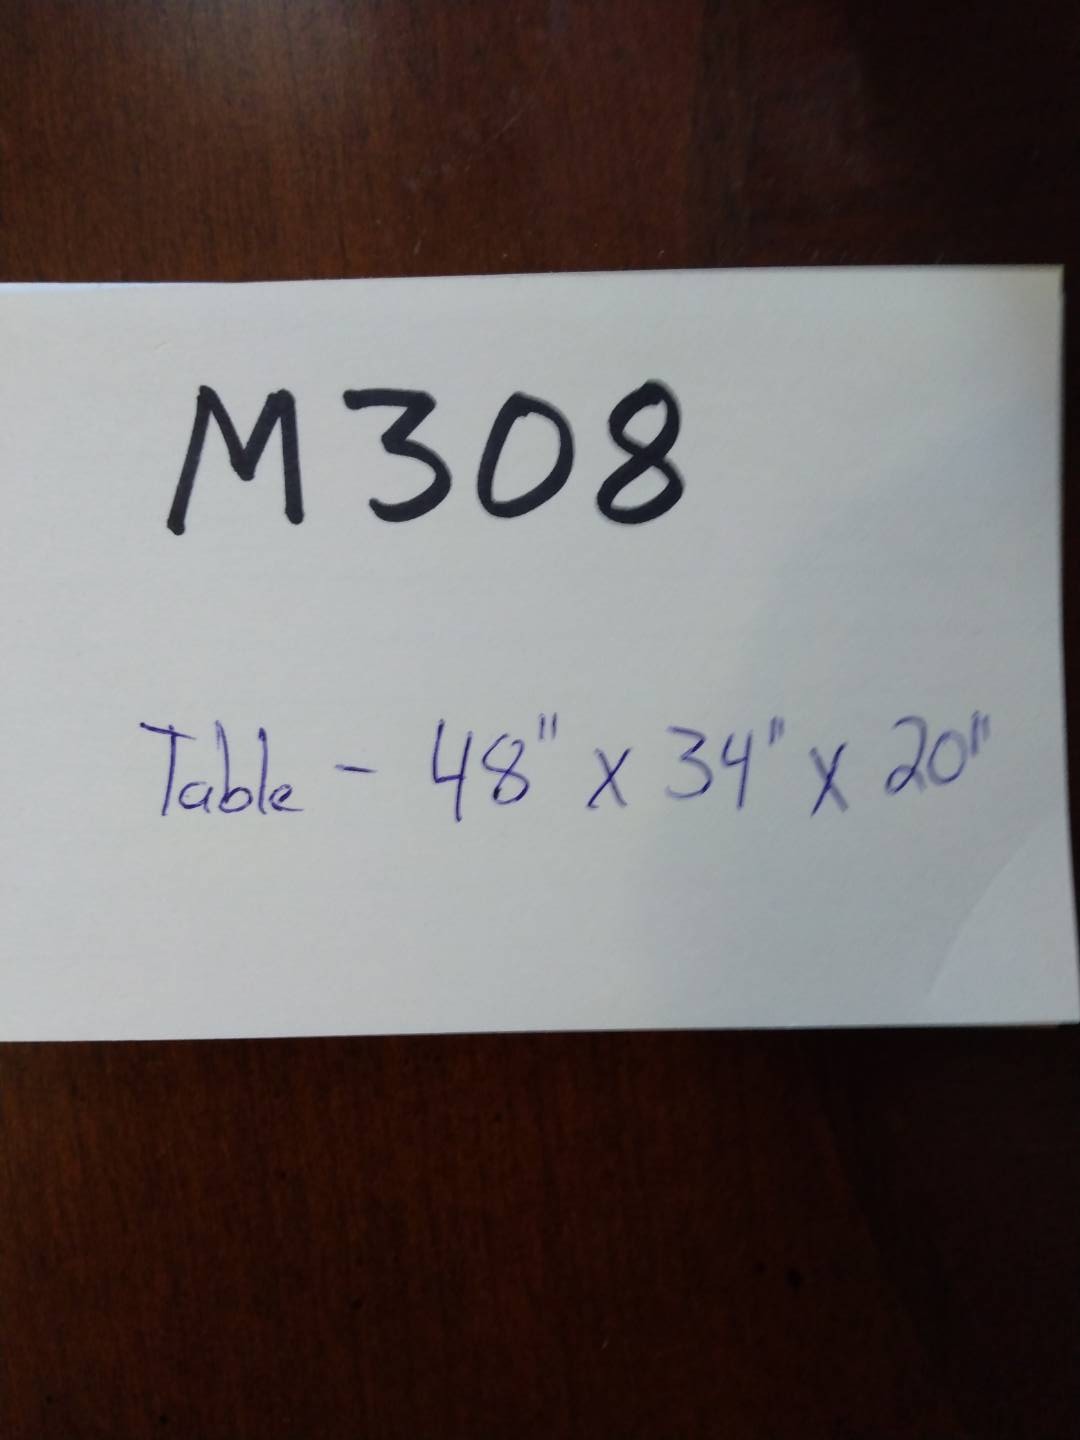 M308
Table - 48" x 34" x 20"